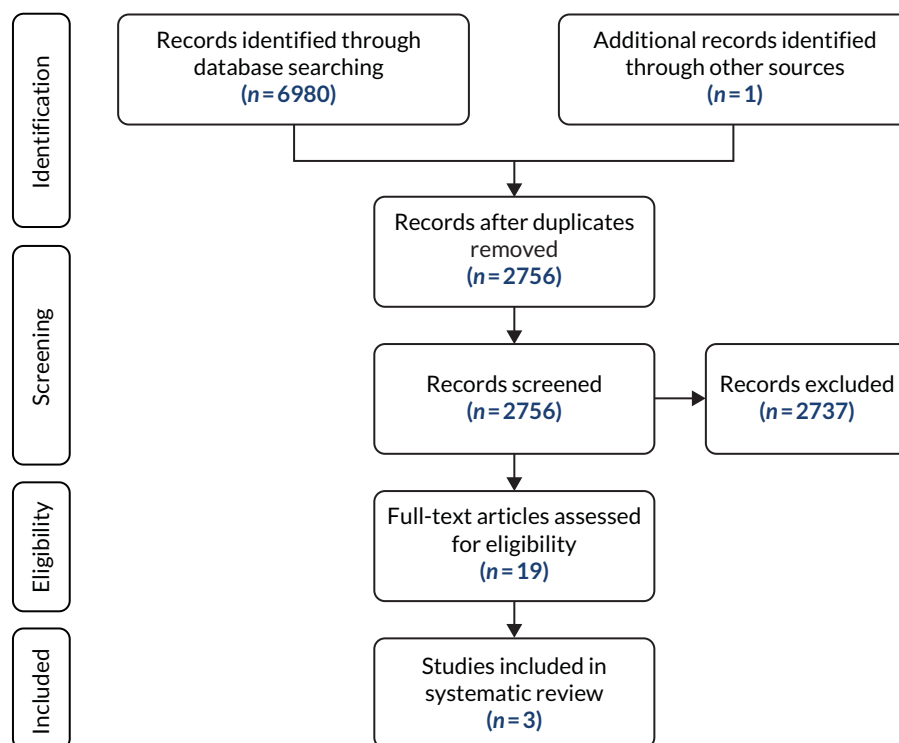 Identification
Records identified through
database searching
(n=6980)
Additional records identified
through other sources
(n=1)
Records after duplicates
removed
(n=2756)
Screening
Records screened
(n=2756)
Records excluded
(n=2737)
Eligibility
Full-text articles assessed
for eligibility
(n=19)
Included
Studies included in
systematic review
(n=3)